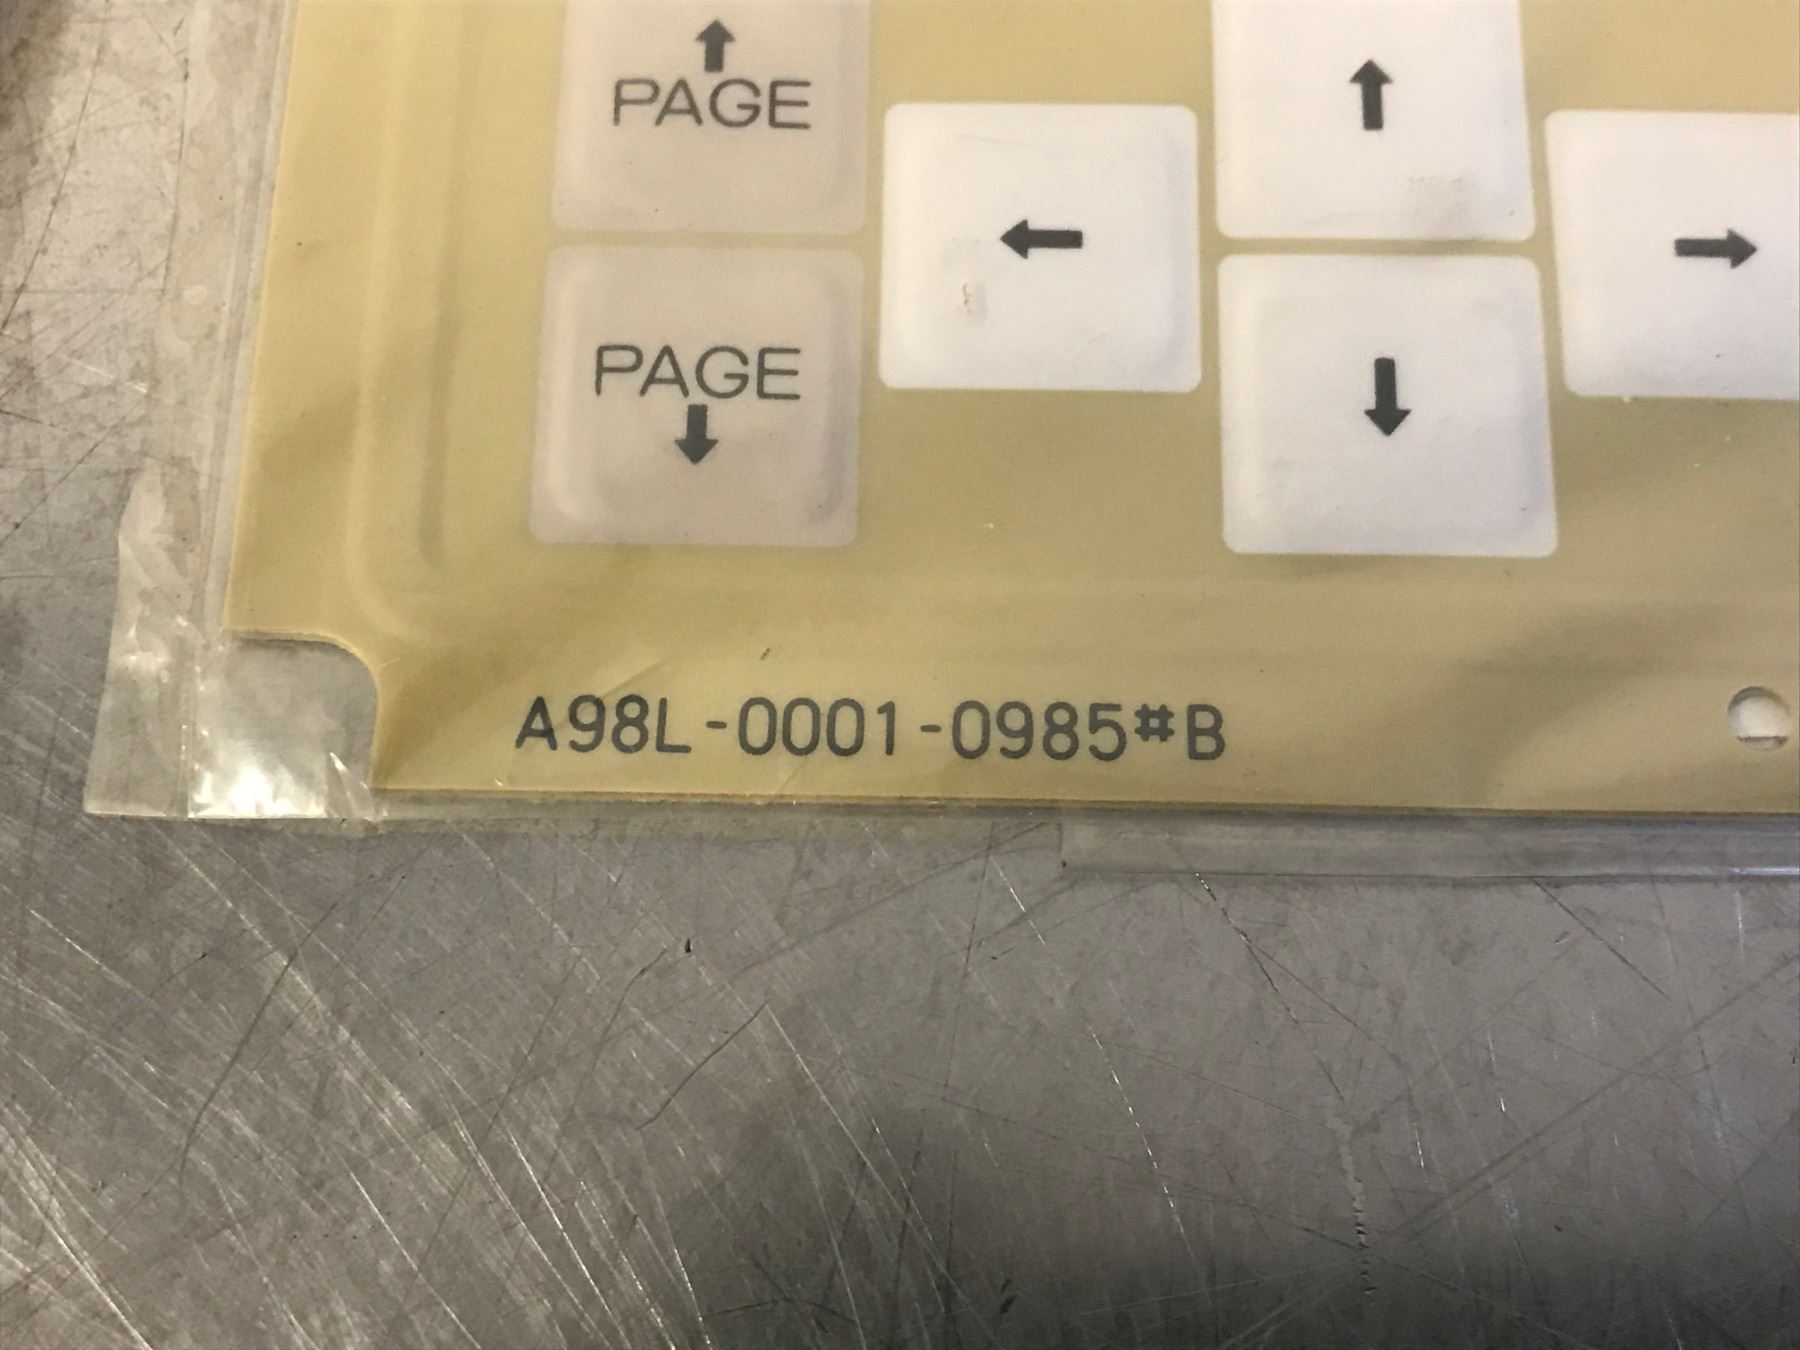 ↑
PAGE
←
↑
→
PAGE
↓
↓
A98L-0001-0985#B